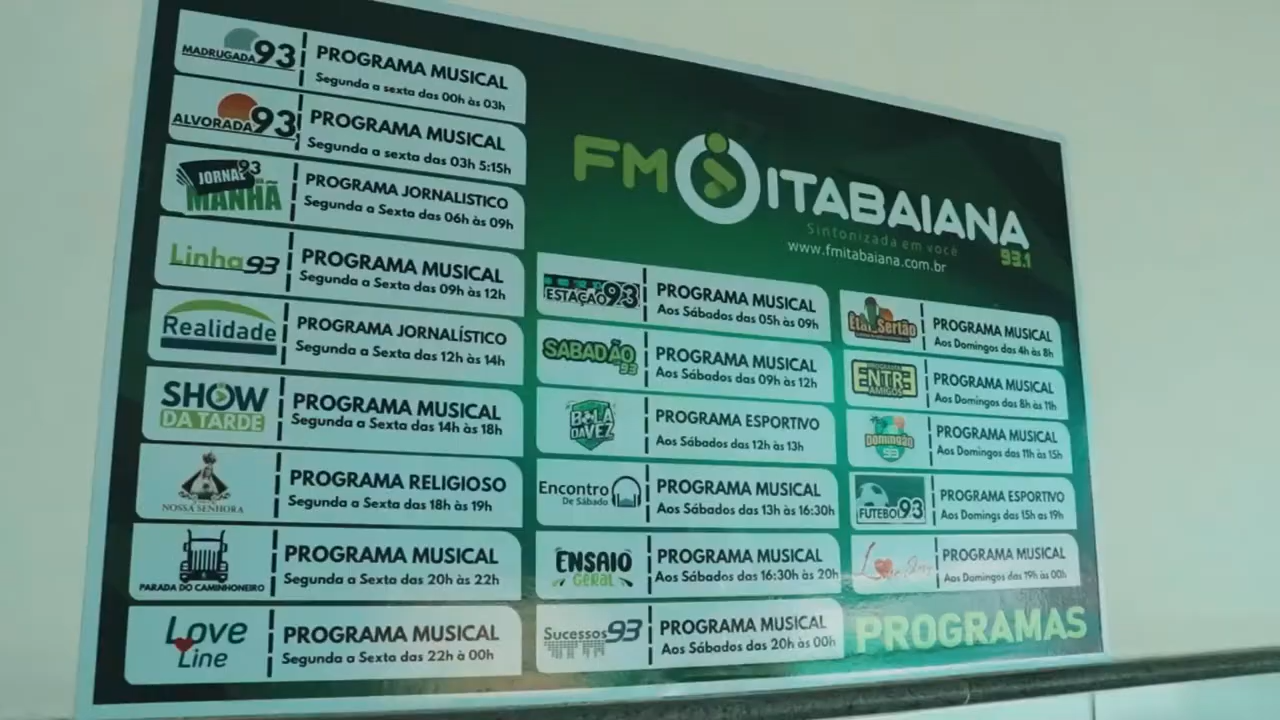 MADRUGADA 93
PROGRAMA MUSICAL
Segunda a sexta das 00h às 03h
ALVORADA 93
PROGRAMA MUSICAL
Segunda a sexta das 03h 5:15h
JORNAL 93
MANHÃ
PROGRAMA JORNALISTICO
Segunda a Sexta das 06h às 09h
Linha 93
PROGRAMA MUSICAL
Segunda a Sexta das 09h às 12h
Realidade
PROGRAMA JORNALÍSTICO
Segunda a Sexta das 12h às 14h
SHOW
DA TARDE
PROGRAMA MUSICAL
Segunda a Sexta das 14h às 18h
NOSSA SENHORA
PROGRAMA RELIGIOSO
Segunda a Sexta das 18h às 19h
PARADA DO CAMINHONEIRO
PROGRAMA MUSICAL
Segunda a Sexta das 20h às 22h
Love
Line
PROGRAMA MUSICAL
Segunda a Sexta das 22h à 00h
FM ITABAIANA
Sintonizada em você
93.1
www.fmitabaiana.com.br
ESTAÇÃO 93
PROGRAMA MUSICAL
Aos Sábados das 05h às 09h
SABADÃO
93
PROGRAMA MUSICAL
Aos Sábados das 09h às 12h
BOLA
DA VEZ
PROGRAMA ESPORTIVO
Aos Sábados das 12h às 13h
Encontro
De Sábado
PROGRAMA MUSICAL
Aos Sábados das 13h às 16:30h
ENSAIO
GERAL
PROGRAMA MUSICAL
Aos Sábados das 16:30h às 20h
Sucessos 93
PROGRAMA MUSICAL
Aos Sábados das 20h às 00h
Eta Sertão
PROGRAMA MUSICAL
Aos Domingos das 4h às 8h
ENTRE
AMIGOS
PROGRAMA MUSICAL
Aos Domingos das 8h às 11h
Domingão
93
PROGRAMA MUSICAL
Aos Domingos das 11h às 15h
FUTEBOL 93
PROGRAMA ESPORTIVO
Aos Domings das 15h as 19h
PROGRAMA MUSICAL
Aos Domingos das 19h às 00h
PROGRAMAS